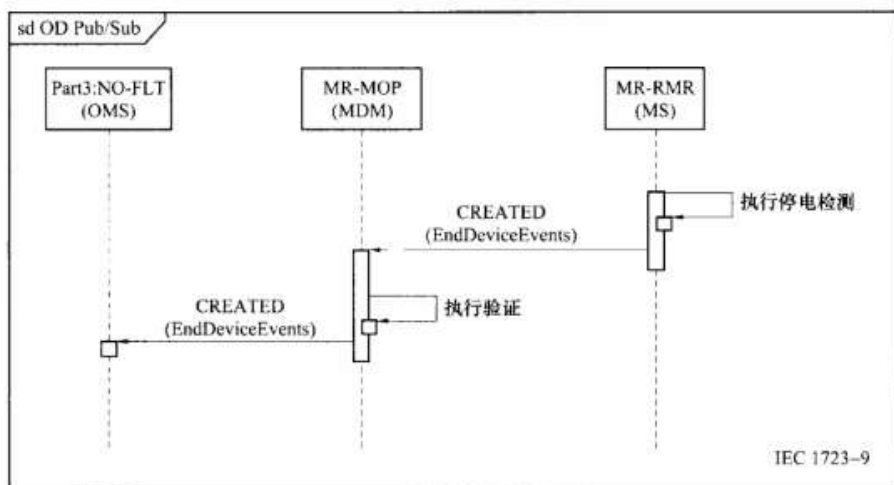 sd OD Pub/Sub
Part3:NO-FLT
(OMS)
MR-MOP
(MDM)
MR-RMR
(MS)
执行停电检测
CREATED
(EndDeviceEvents)
执行验证
CREATED
(EndDeviceEvents)
IEC 1723-9